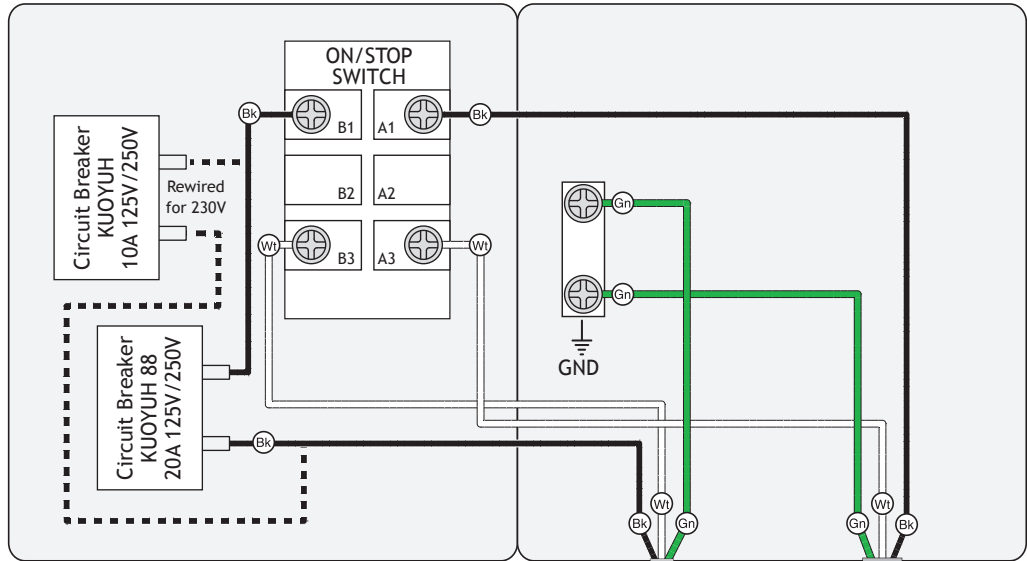 ON/STOP
SWITCH
Bk
B1
A1
Bk
Circuit Breaker
KUOYUH
10A 125V/250V
Rewired
for 230V
B2
A2
Gn
Wt
B3
A3
Wt
Gn
GND
Circuit Breaker
KUOYUH 88
20A 125V/250V
Bk
Wt
Wt
Bk
Gn
Gn
Bk